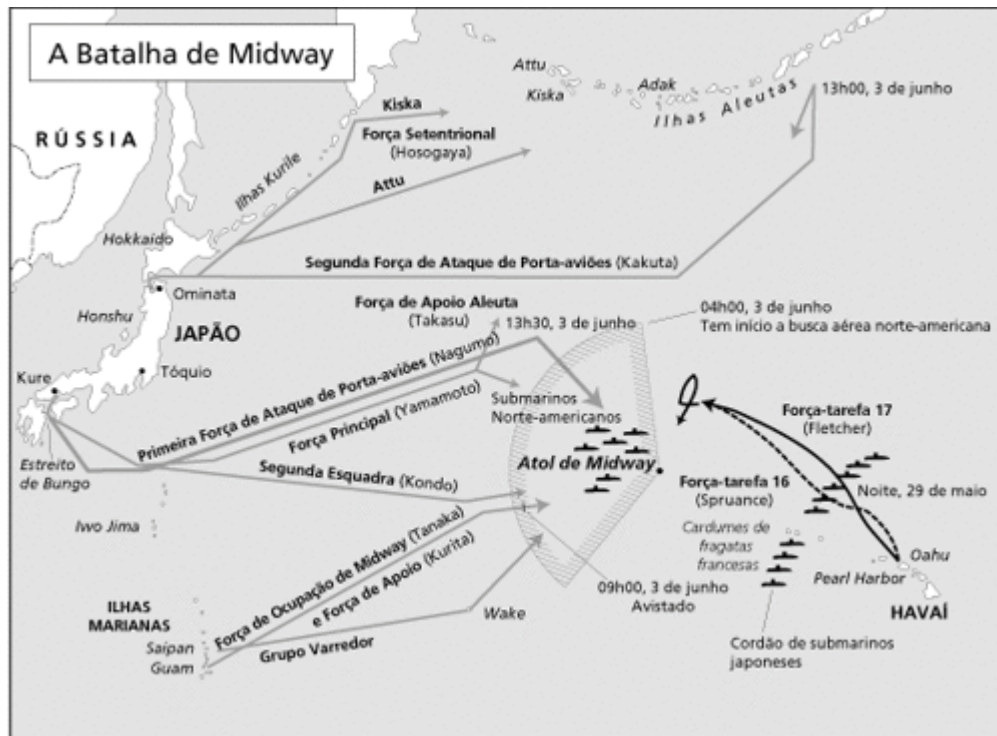 A Batalha de Midway
RÚSSIA
Attu
Kiska
Adak
Ilhas Aleutas
13h00, 3 de junho
Kiska
Força Setentrional
(Hosogaya)
Ilhas Kurile
Attu
Hokkaido
Segunda Força de Ataque de Porta-aviões (Kakuta)
Ominata
Honshu
JAPÃO
Força de Apoio Aleuta
(Takasu)
13h30, 3 de junho
04h00, 3 de junho
Tem início a busca aérea norte-americana
Kure
Tóquio
Primeira Força de Ataque de Porta-aviões (Nagumo)
Força Principal (Yamamoto)
Submarinos
Norte-americanos
Força-tarefa 17
(Fletcher)
Estreito
de Bungo
Segunda Esquadra (Kondo)
Atol de Midway
Força-tarefa 16
(Spruance)
Noite, 29 de maio
Iwo Jima
Cardumes de
fragatas
francesas
Oahu
Pearl Harbor
HAVAÍ
Força de Ocupação de Midway (Tanaka)
e Força de Apoio (Kurita)
09h00, 3 de junho
Avistado
ILHAS
MARIANAS
Wake
Saipan
Guam
Grupo Varredor
Cordão de submarinos
japoneses